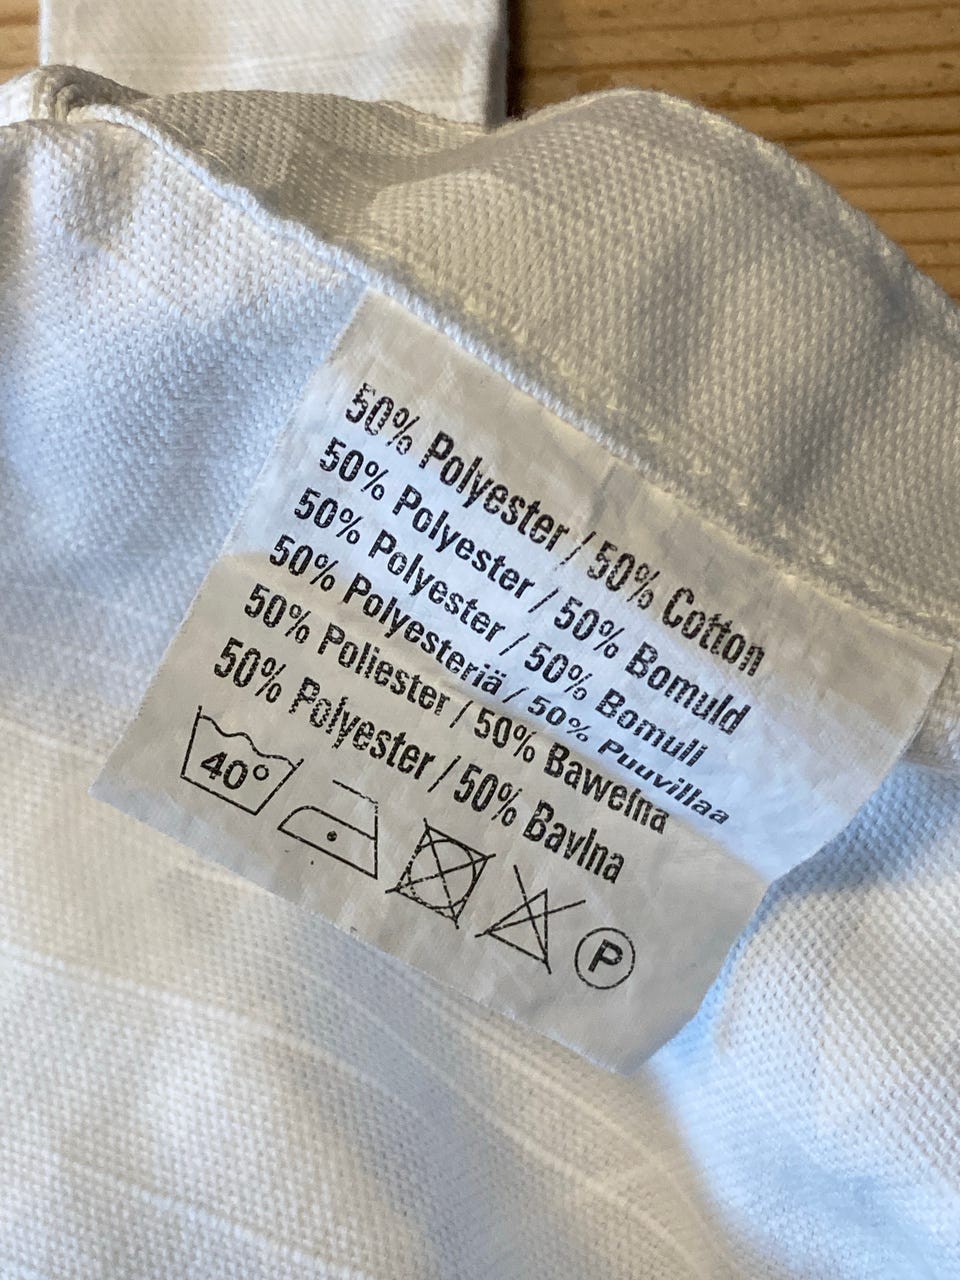 50% Polyester / 50% Cotton
50% Polyester / 50% Bomuld
50% Polyester / 50% Bomull
50% Polyesteriä / 50% Puuvillaa
50% Poliester / 50% Bawełna
50% Polyester / 50% Bavlna
40°
P